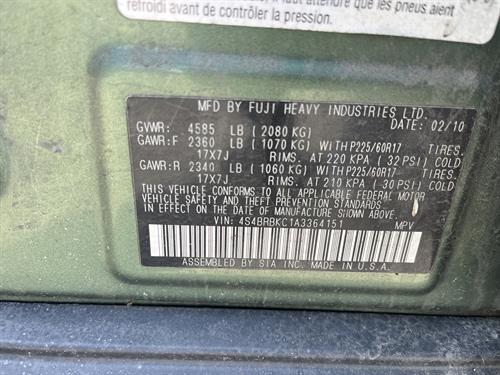 refroidi avant de contrôler la pression.
MFD BY FUJI HEAVY INDUSTRIES LTD.
GVWR: 4585 LB (2080 KG) DATE: 02/10
GAWR:F 2360 LB (1070 KG) WITH P225/60R17 TIRES.
17X7J RIMS. AT 220 KPA (32 PSI) COLD
GAWR:R 2340 LB (1060 KG) WITH P225/60R17 TIRES.
17X7J RIMS. AT 210 KPA (30 PSI) COLD
THIS VEHICLE CONFORMS TO ALL APPLICABLE FEDERAL MOTOR
VEHICLE SAFETY AND THEFT PREVENTION STANDARDS IN
EFFECT ON THE DATE OF MANUFACTURE SHOWN ABOVE.
VIN: 4S4BRBKC1A3364151 MPV
ASSEMBLED BY SIA INC. MADE IN U.S.A.